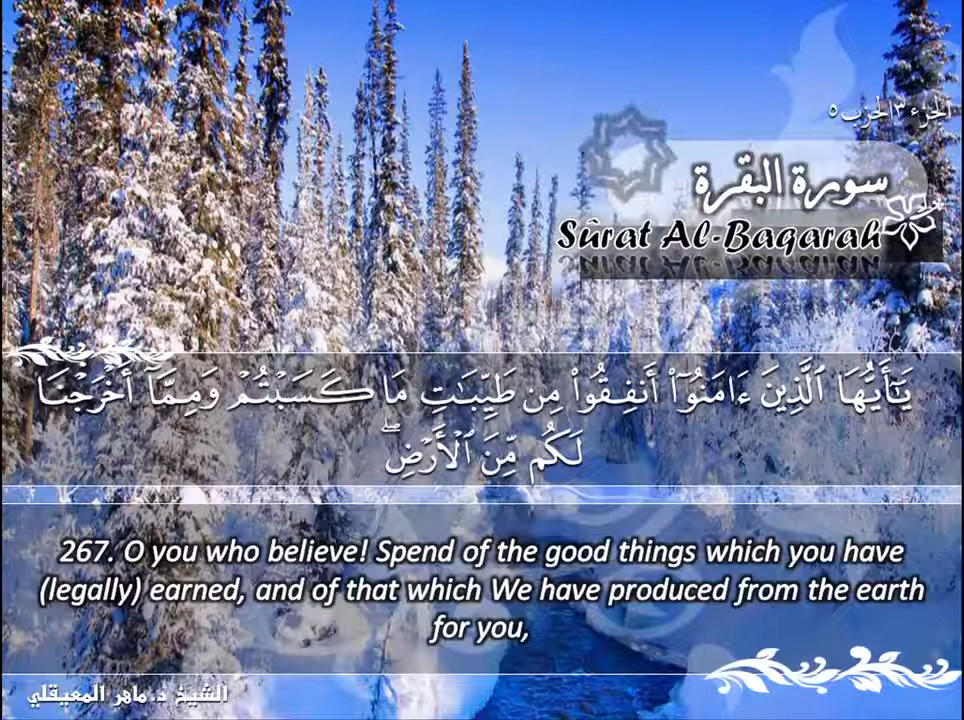 الجزء ٣ الحزب ٥
سورة البقرة
Sûrat Al-Baqarah
يَـٰٓأَيُّهَا ٱلَّذِينَ ءَامَنُوٓا۟ أَنفِقُوا۟ مِن طَيِّبَـٰتِ مَا كَسَبْتُمْ وَمِمَّآ أَخْرَجْنَا
لَكُم مِّنَ ٱلْأَرْضِ ۖ
267. O you who believe! Spend of the good things which you have
(legally) earned, and of that which We have produced from the earth
for you,
الشيخ د. ماهر المعيقلي